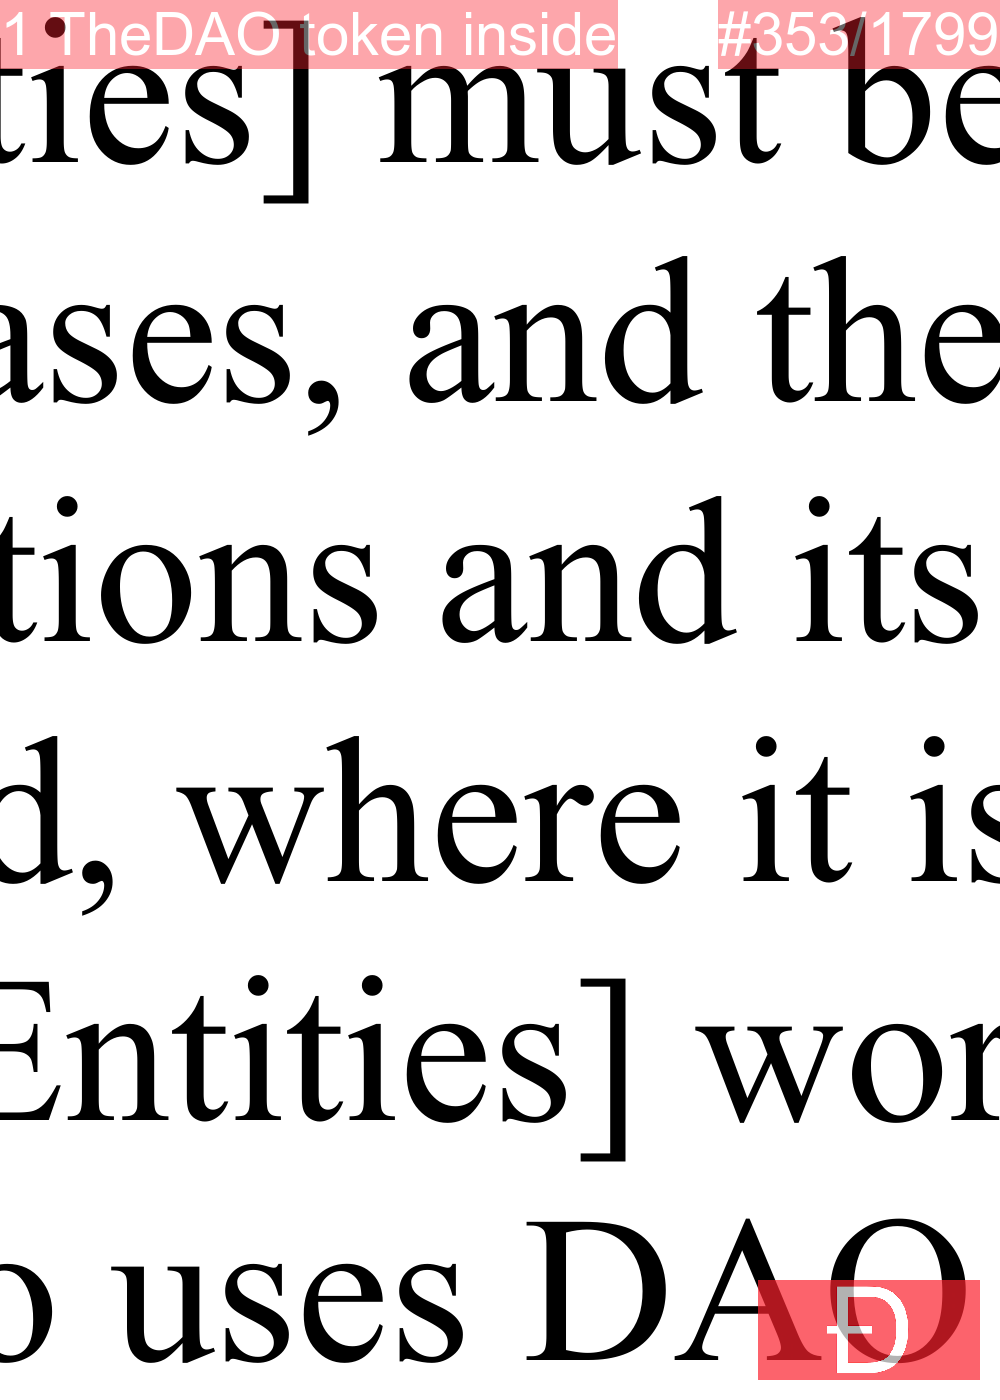 1 TheDAO token inside #353/1799
ties] must be
ases, and the
tions and its
d, where it is
Entities] wor
o uses DAO
Đ